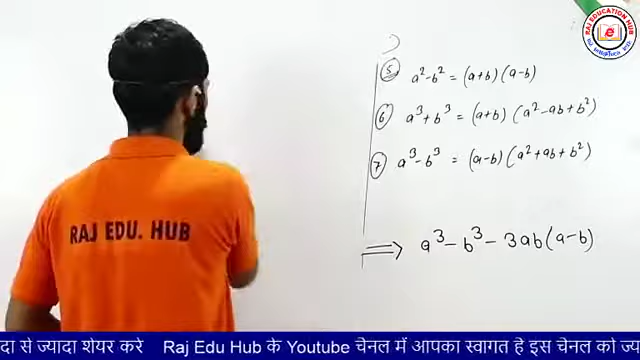 RAJ EDUCATION HUB
5 a²-b² = (a+b) (a-b)
6 a³+b³ = (a+b) (a²-ab+b²)
7 a³-b³ = (a-b) (a²+ab+b²)
⇒ a³-b³-3ab(a-b)
RAJ EDU. HUB
दा से ज्यादा शेयर करे Raj Edu Hub के Youtube चेनल में आपका स्वागत है इस चेनल को ज्य